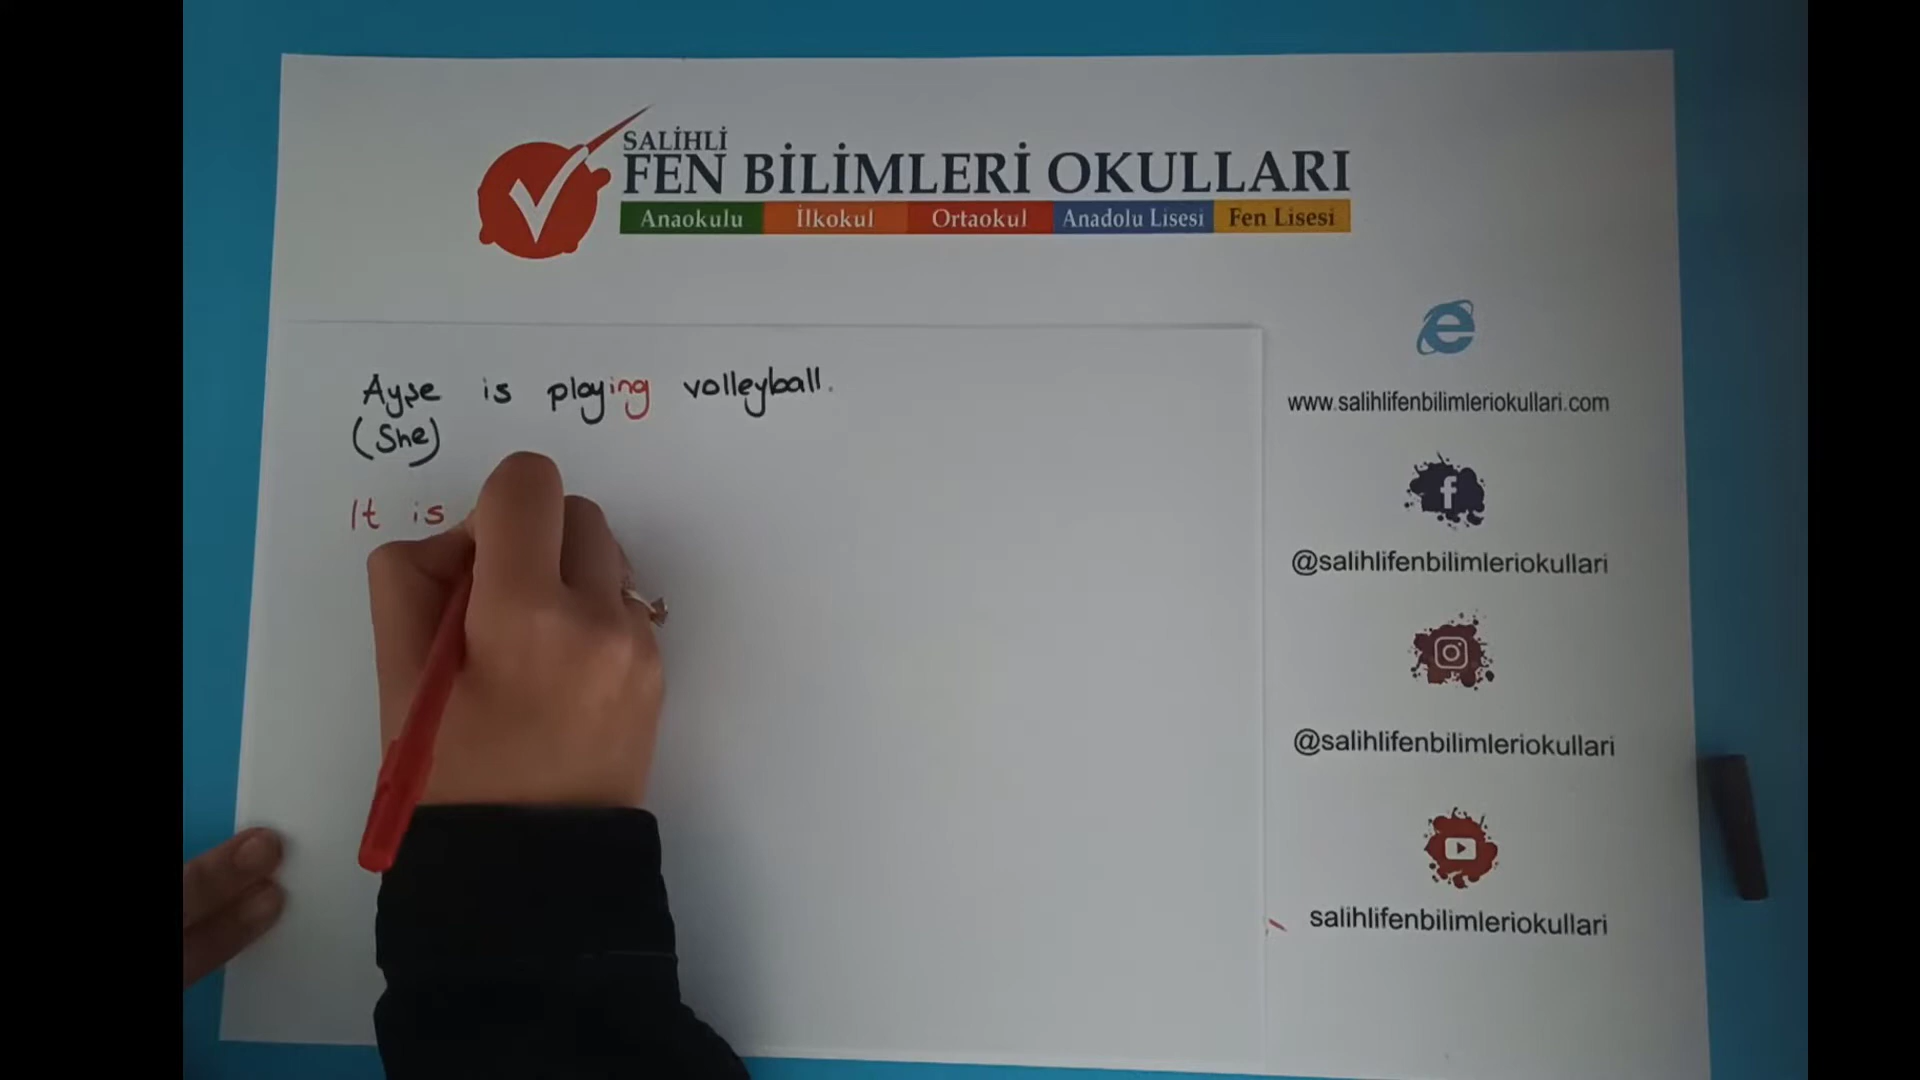 SALİHLİ
FEN BİLİMLERİ OKULLARI
Anaokulu İlkokul Ortaokul Anadolu Lisesi Fen Lisesi
Ayşe is playing volleyball.
(She)
It is
www.salihlifenbilimleriokullari.com
@salihlifenbilimleriokullari
@salihlifenbilimleriokullari
salihlifenbilimleriokullari